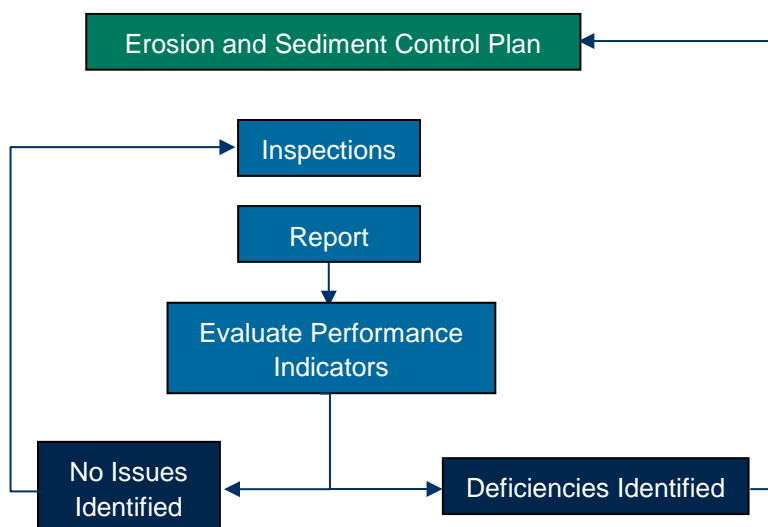 Erosion and Sediment Control Plan
Inspections
Report
Evaluate Performance
Indicators
No Issues
Identified
Deficiencies Identified